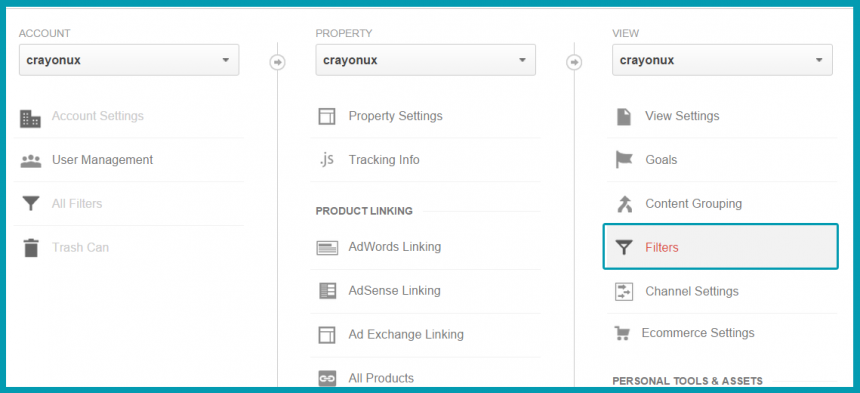 ACCOUNT
crayonux
Account Settings
User Management
All Filters
Trash Can
PROPERTY
crayonux
Property Settings
.js Tracking Info
PRODUCT LINKING
AdWords Linking
AdSense Linking
Ad Exchange Linking
All Products
VIEW
crayonux
View Settings
Goals
Content Grouping
Filters
Channel Settings
Ecommerce Settings
PERSONAL TOOLS & ASSETS